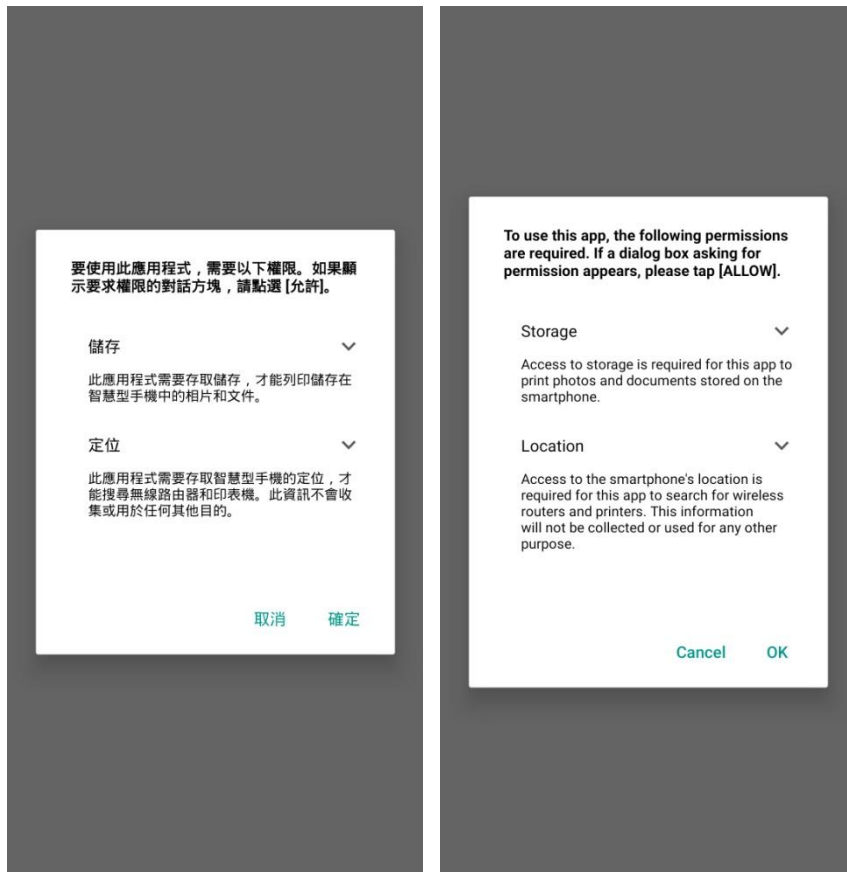 要使用此應用程式，需要以下權限。如果顯
示要求權限的對話方塊，請點選 [允許]。
儲存
此應用程式需要存取儲存，才能列印儲存在
智慧型手機中的相片和文件。
定位
此應用程式需要存取智慧型手機的定位，才
能搜尋無線路由器和印表機。此資訊不會收
集或用於任何其他目的。
取消 確定
To use this app, the following permissions
are required. If a dialog box asking for
permission appears, please tap [ALLOW].
Storage
Access to storage is required for this app to
print photos and documents stored on the
smartphone.
Location
Access to the smartphone's location is
required for this app to search for wireless
routers and printers. This information
will not be collected or used for any other
purpose.
Cancel OK